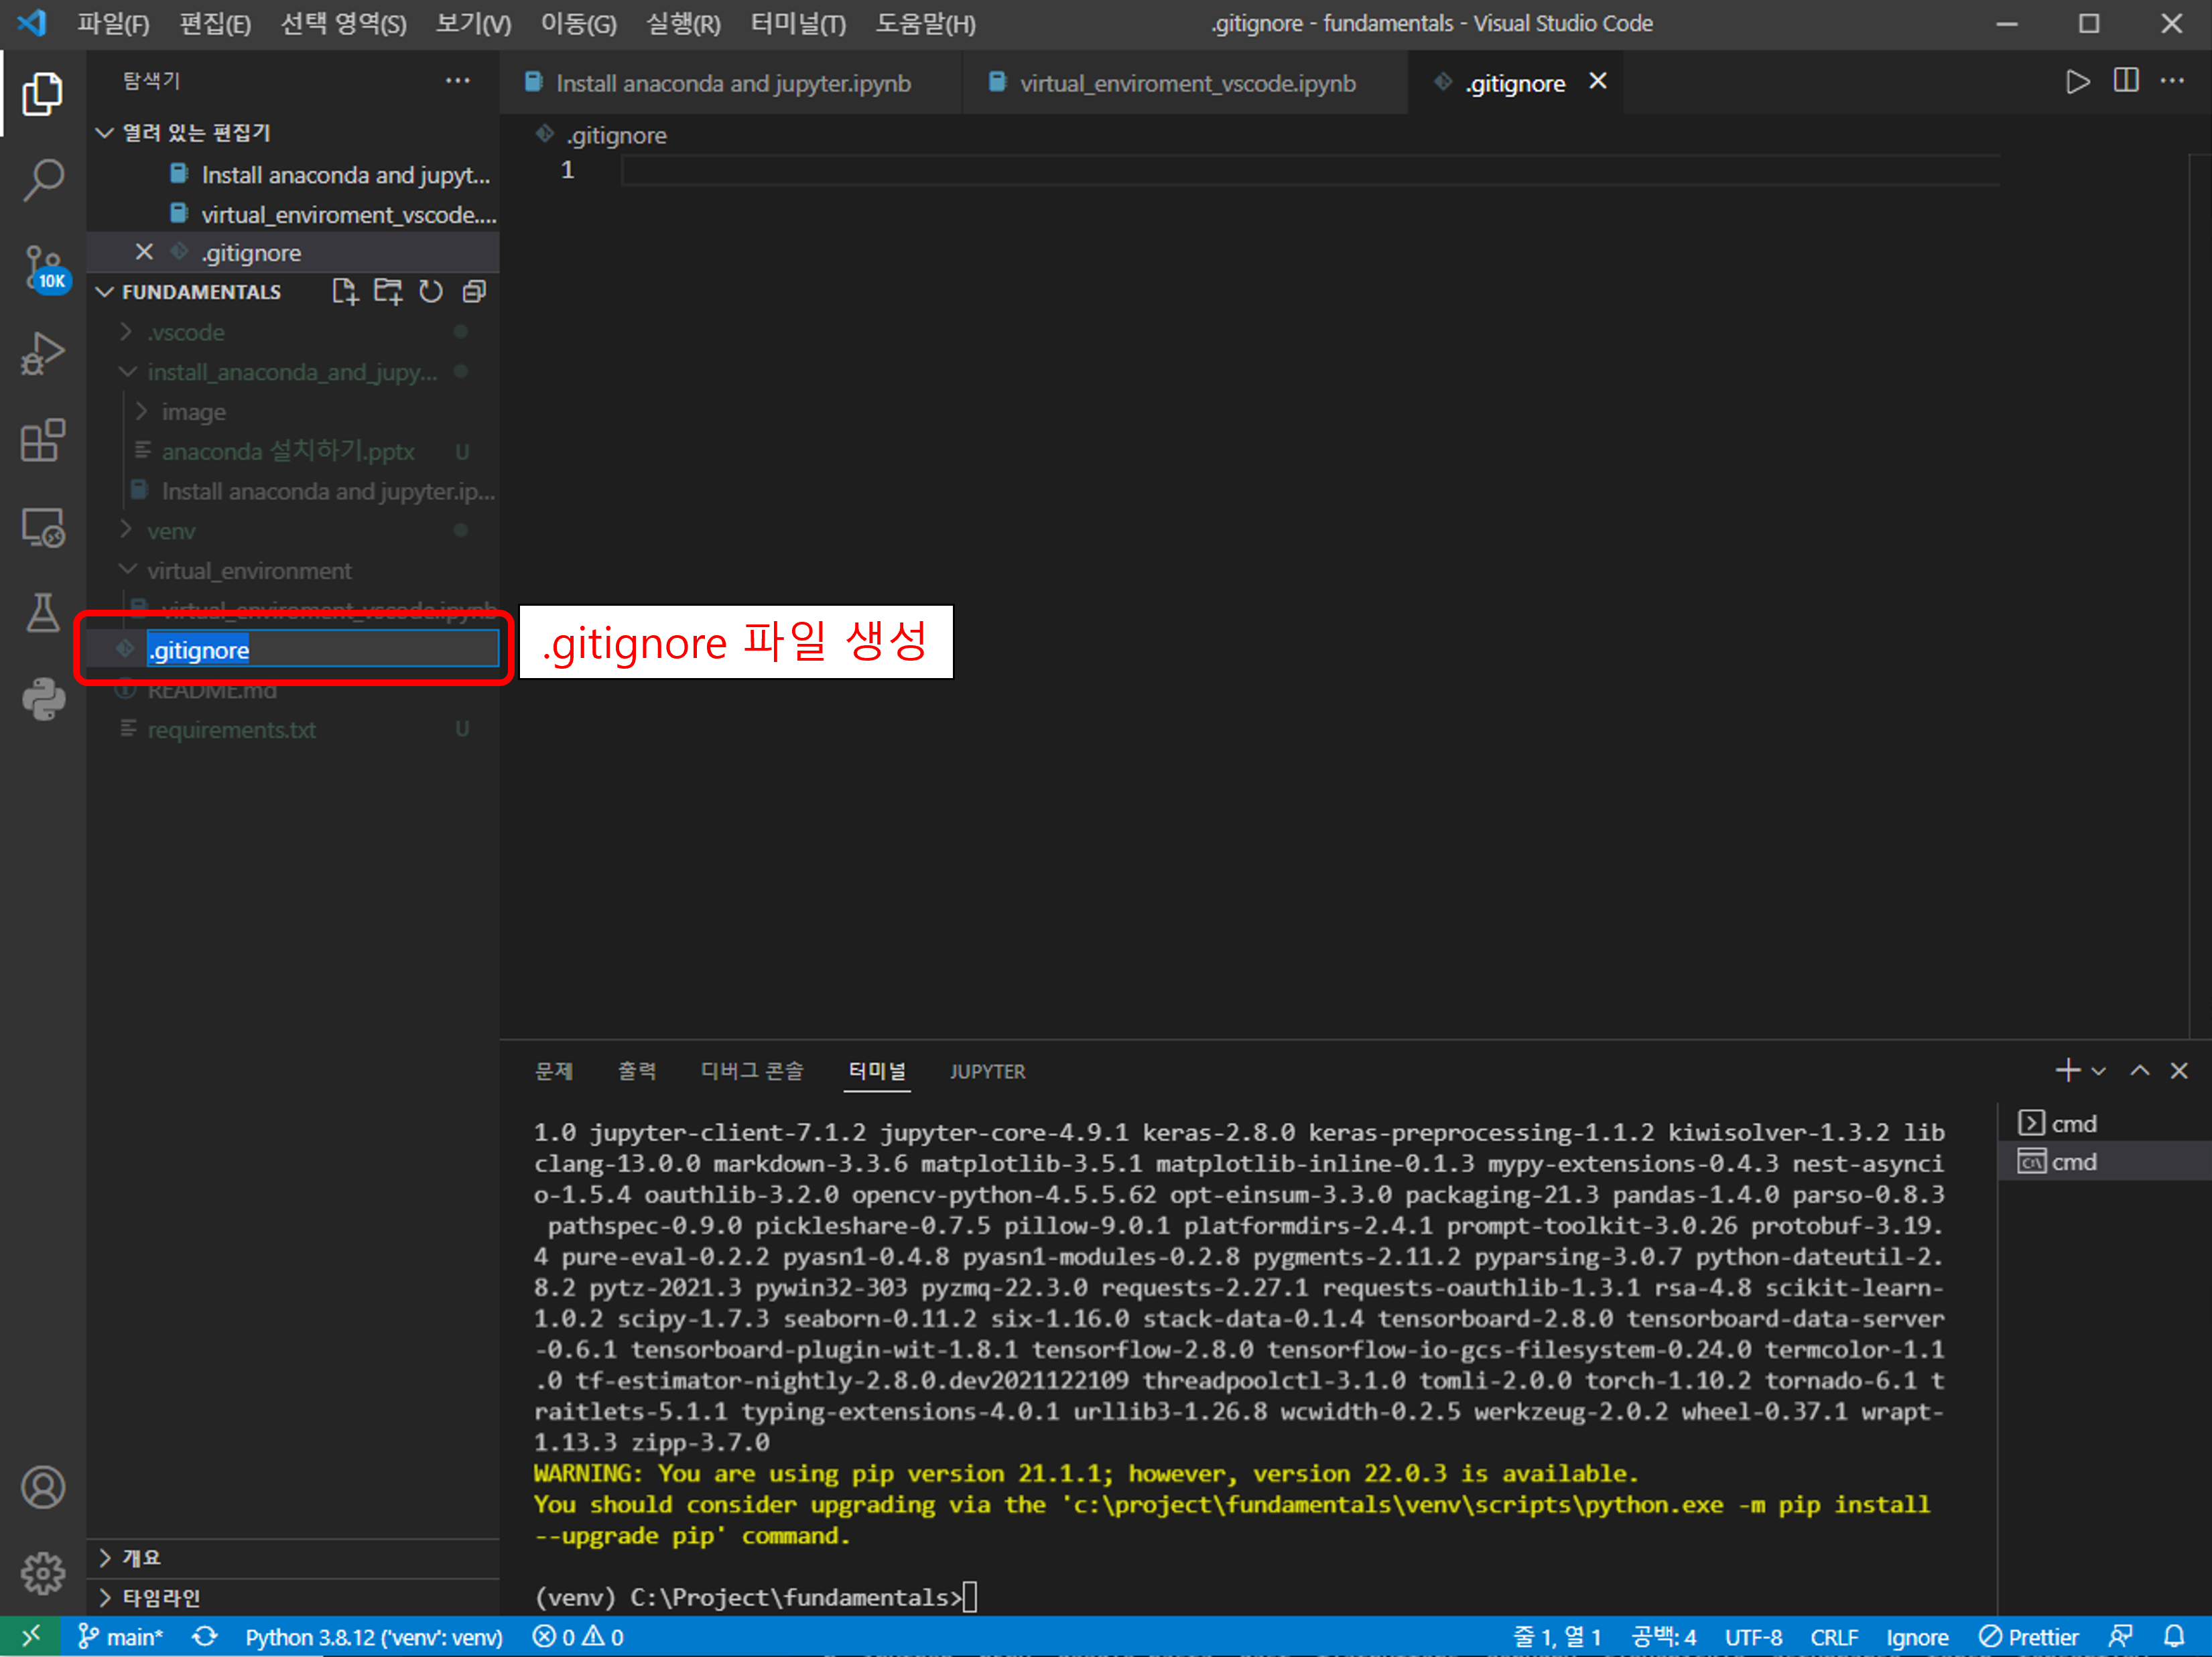 파일(F) 편집(E) 선택 영역(S) 보기(V) 이동(G) 실행(R) 터미널(T) 도움말(H)
.gitignore - fundamentals - Visual Studio Code
탐색기
Install anaconda and jupyter.ipynb
virtual_enviroment_vscode.ipynb
.gitignore
열려 있는 편집기
Install anaconda and jupyt...
virtual_enviroment_vscode....
.gitignore
10K
FUNDAMENTALS
.vscode
install_anaconda_and_jupy...
image
anaconda 설치하기.pptx U
Install anaconda and jupyter.ip...
venv
virtual_environment
virtual_enviroment_vscode.ipynb
.gitignore
README.md
requirements.txt U
개요
타임라인
.gitignore
1
.gitignore 파일 생성
문제 출력 디버그 콘솔 터미널 JUPYTER
1.0 jupyter-client-7.1.2 jupyter-core-4.9.1 keras-2.8.0 keras-preprocessing-1.1.2 kiwisolver-1.3.2 lib
clang-13.0.0 markdown-3.3.6 matplotlib-3.5.1 matplotlib-inline-0.1.3 mypy-extensions-0.4.3 nest-asynci
o-1.5.4 oauthlib-3.2.0 opencv-python-4.5.5.62 opt-einsum-3.3.0 packaging-21.3 pandas-1.4.0 parso-0.8.3
pathspec-0.9.0 pickleshare-0.7.5 pillow-9.0.1 platformdirs-2.4.1 prompt-toolkit-3.0.26 protobuf-3.19.
4 pure-eval-0.2.2 pyasn1-0.4.8 pyasn1-modules-0.2.8 pygments-2.11.2 pyparsing-3.0.7 python-dateutil-2.
8.2 pytz-2021.3 pywin32-303 pyzmq-22.3.0 requests-2.27.1 requests-oauthlib-1.3.1 rsa-4.8 scikit-learn-
1.0.2 scipy-1.7.3 seaborn-0.11.2 six-1.16.0 stack-data-0.1.4 tensorboard-2.8.0 tensorboard-data-server
-0.6.1 tensorboard-plugin-wit-1.8.1 tensorflow-2.8.0 tensorflow-io-gcs-filesystem-0.24.0 termcolor-1.1
.0 tf-estimator-nightly-2.8.0.dev2021122109 threadpoolctl-3.1.0 tomli-2.0.0 torch-1.10.2 tornado-6.1 t
raitlets-5.1.1 typing-extensions-4.0.1 urllib3-1.26.8 wcwidth-0.2.5 werkzeug-2.0.2 wheel-0.37.1 wrapt-
1.13.3 zipp-3.7.0
WARNING: You are using pip version 21.1.1; however, version 22.0.3 is available.
You should consider upgrading via the 'c:\project\fundamentals\venv\scripts\python.exe -m pip install
--upgrade pip' command.
(venv) C:\Project\fundamentals>
cmd
cmd
main* Python 3.8.12 ('venv': venv) 0 0
줄 1, 열 1 공백: 4 UTF-8 CRLF Ignore Prettier